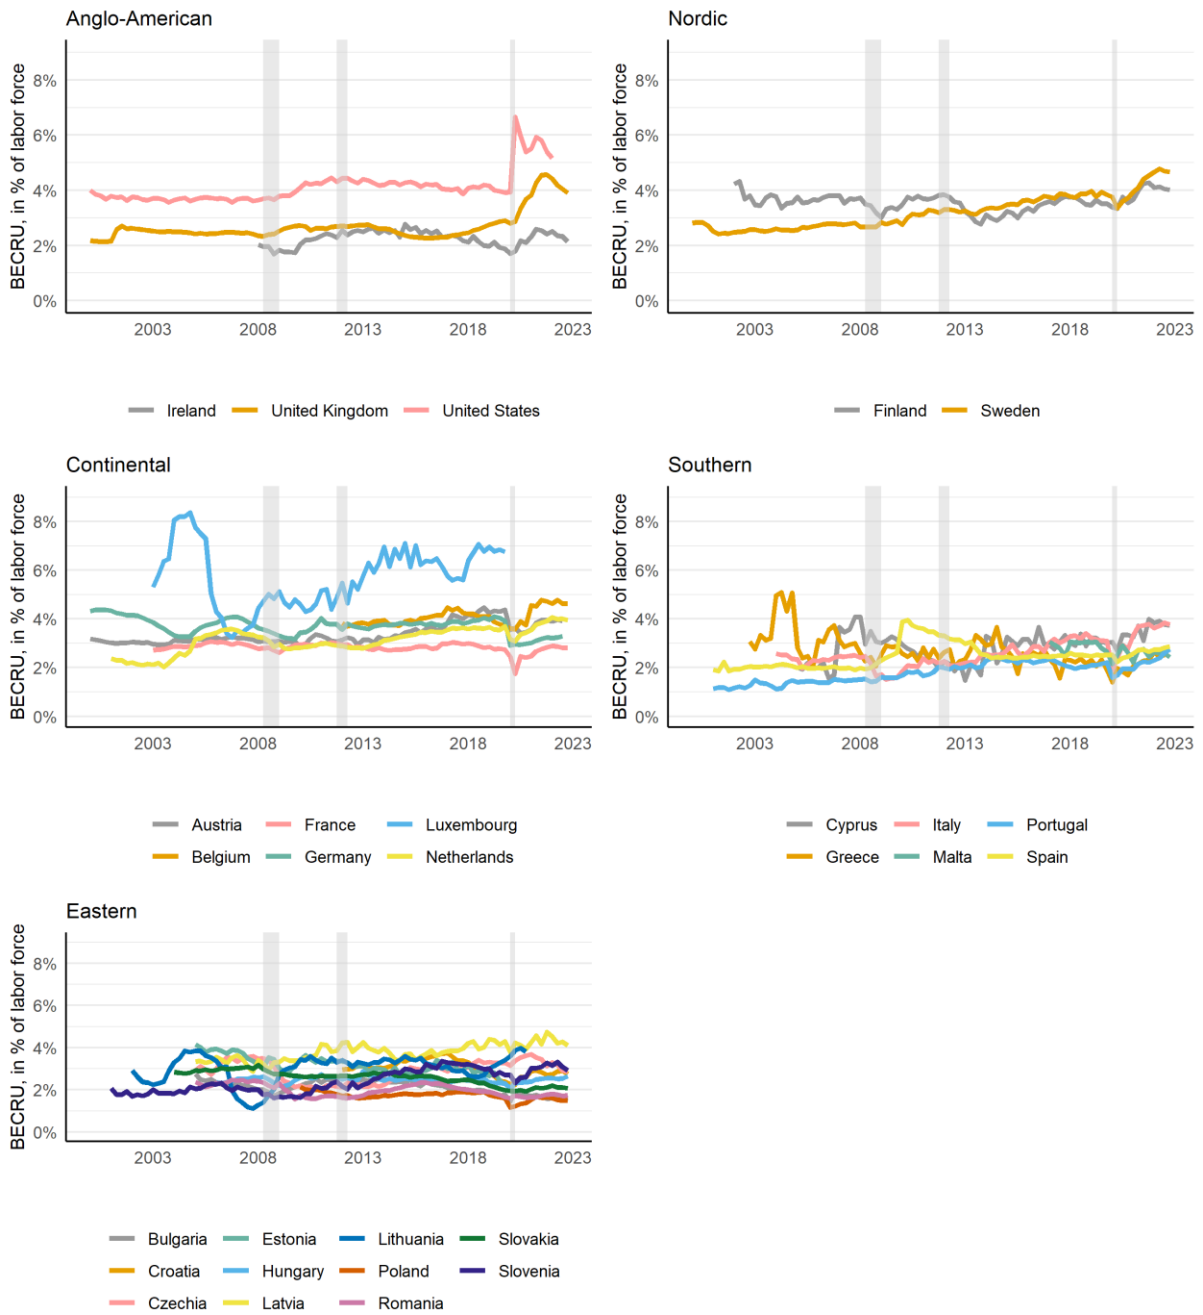 Anglo-American
BECRU, in % of labor force
8%
6%
4%
2%
0%
2003 2008 2013 2018 2023
Ireland United Kingdom United States
Nordic
BECRU, in % of labor force
8%
6%
4%
2%
0%
2003 2008 2013 2018 2023
Finland Sweden
Continental
BECRU, in % of labor force
8%
6%
4%
2%
0%
2003 2008 2013 2018 2023
Austria France Luxembourg
Belgium Germany Netherlands
Southern
BECRU, in % of labor force
8%
6%
4%
2%
0%
2003 2008 2013 2018 2023
Cyprus Italy Portugal
Greece Malta Spain
Eastern
BECRU, in % of labor force
8%
6%
4%
2%
0%
2003 2008 2013 2018 2023
Bulgaria Estonia Lithuania Slovakia
Croatia Hungary Poland Slovenia
Czechia Latvia Romania